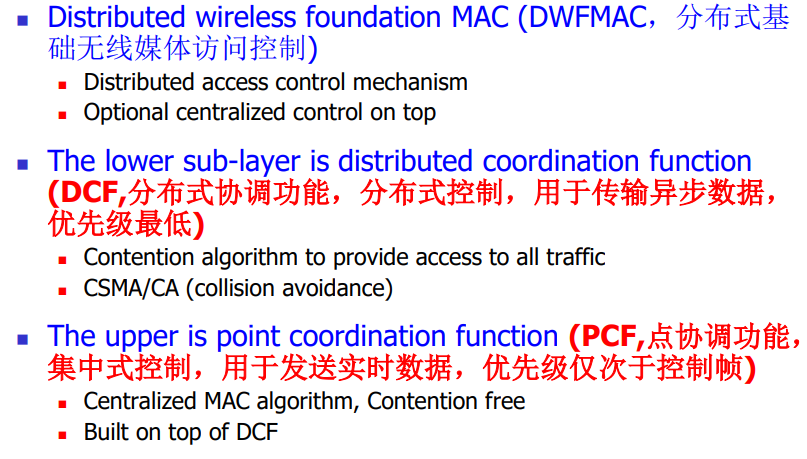 Distributed wireless foundation MAC (DWFMAC，分布式基
础无线媒体访问控制)
Distributed access control mechanism
Optional centralized control on top
The lower sub-layer is distributed coordination function
(DCF,分布式协调功能，分布式控制，用于传输异步数据，
优先级最低)
Contention algorithm to provide access to all traffic
CSMA/CA (collision avoidance)
The upper is point coordination function (PCF,点协调功能，
集中式控制，用于发送实时数据，优先级仅次于控制帧)
Centralized MAC algorithm, Contention free
Built on top of DCF